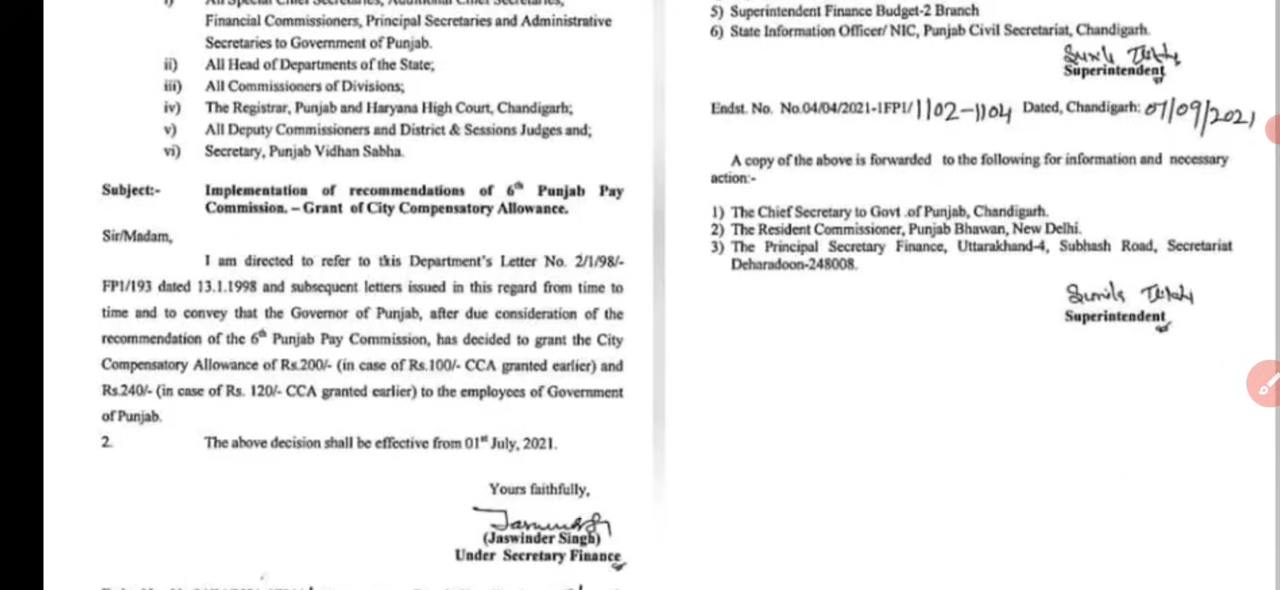 Financial Commissioners, Principal Secretaries and Administrative
Secretaries to Government of Punjab.
ii) All Head of Departments of the State;
iii) All Commissioners of Divisions;
iv) The Registrar, Punjab and Haryana High Court, Chandigarh;
v) All Deputy Commissioners and District & Sessions Judges and;
vi) Secretary, Punjab Vidhan Sabha.
Subject:- Implementation of recommendations of 6th Punjab Pay
Commission. – Grant of City Compensatory Allowance.
Sir/Madam,
I am directed to refer to this Department's Letter No. 2/1/98/-
FP1/193 dated 13.1.1998 and subsequent letters issued in this regard from time to
time and to convey that the Governor of Punjab, after due consideration of the
recommendation of the 6th Punjab Pay Commission, has decided to grant the City
Compensatory Allowance of Rs.200/- (in case of Rs.100/- CCA granted earlier) and
Rs.240/- (in case of Rs. 120/- CCA granted earlier) to the employees of Government
of Punjab.
2. The above decision shall be effective from 01st July, 2021.
Yours faithfully,
(Jaswinder Singh)
Under Secretary Finance
5) Superintendent Finance Budget-2 Branch
6) State Information Officer/ NIC, Punjab Civil Secretariat, Chandigarh.
Superintendent
Endst. No. No.04/04/2021-1FP1/1102-1104 Dated, Chandigarh: 07/09/2021
A copy of the above is forwarded to the following for information and necessary
action:-
1) The Chief Secretary to Govt .of Punjab, Chandigarh.
2) The Resident Commissioner, Punjab Bhawan, New Delhi.
3) The Principal Secretary Finance, Uttarakhand-4, Subhash Road, Secretariat
Deharadoon-248008.
Superintendent